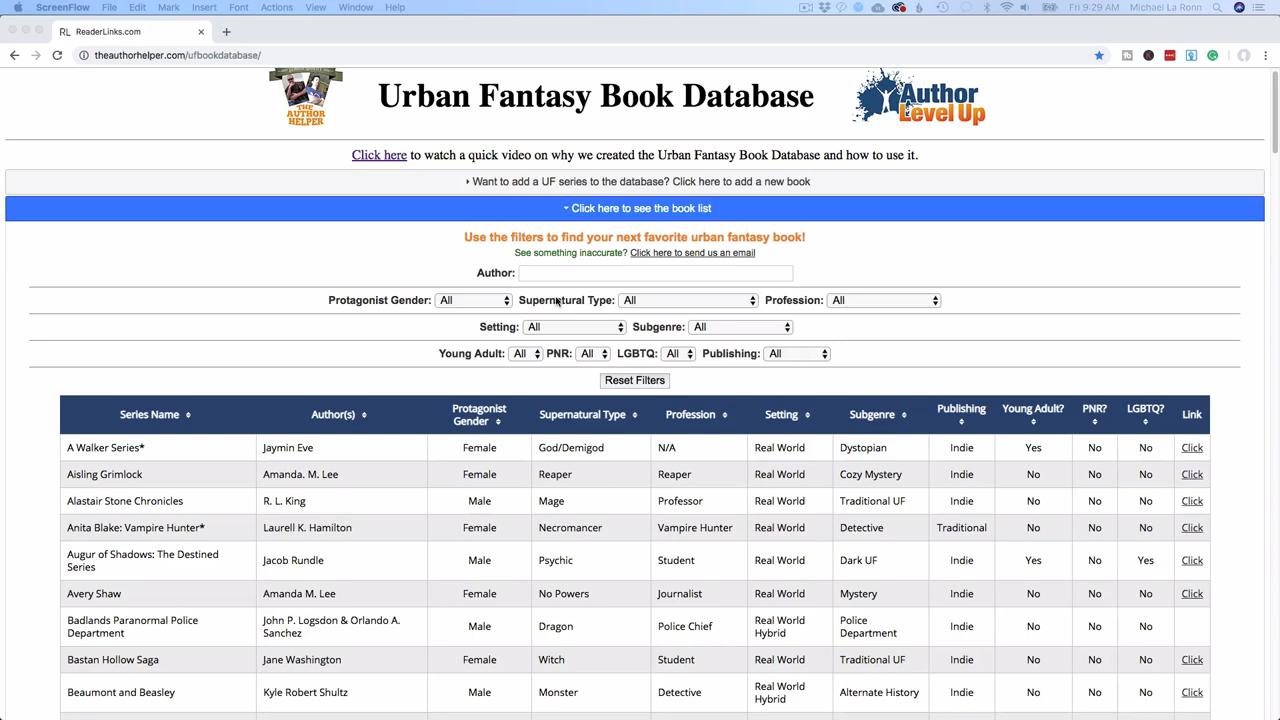 ScreenFlow File Edit Mark Insert Font Actions View Window Help Fri 9:29 AM Michael La Ronn
RL ReaderLinks.com
theauthorhelper.com/ufbookdatabase/
THE AUTHOR HELPER
Urban Fantasy Book Database
Author Level Up
Click here to watch a quick video on why we created the Urban Fantasy Book Database and how to use it.
Want to add a UF series to the database? Click here to add a new book
Click here to see the book list
Use the filters to find your next favorite urban fantasy book!
See something inaccurate? Click here to send us an email
Author:
Protagonist Gender: All Supernatural Type: All Profession: All
Setting: All Subgenre: All
Young Adult: All PNR: All LGBTQ: All Publishing: All
Reset Filters
Series Name Author(s) Protagonist Gender Supernatural Type Profession Setting Subgenre Publishing Young Adult? PNR? LGBTQ? Link
A Walker Series* Jaymin Eve Female God/Demigod N/A Real World Dystopian Indie Yes No No Click
Aisling Grimlock Amanda. M. Lee Female Reaper Reaper Real World Cozy Mystery Indie No No No Click
Alastair Stone Chronicles R. L. King Male Mage Professor Real World Traditional UF Indie No No No Click
Anita Blake: Vampire Hunter* Laurell K. Hamilton Female Necromancer Vampire Hunter Real World Detective Traditional No No No Click
Augur of Shadows: The Destined Series Jacob Rundle Male Psychic Student Real World Dark UF Indie Yes No Yes Click
Avery Shaw Amanda M. Lee Female No Powers Journalist Real World Mystery Indie No No No Click
Badlands Paranormal Police Department John P. Logsdon & Orlando A. Sanchez Male Dragon Police Chief Real World Hybrid Police Department Indie No No No
Bastan Hollow Saga Jane Washington Female Witch Student Real World Traditional UF Indie No No No Click
Beaumont and Beasley Kyle Robert Shultz Male Monster Detective Real World Hybrid Alternate History Indie No No No Click